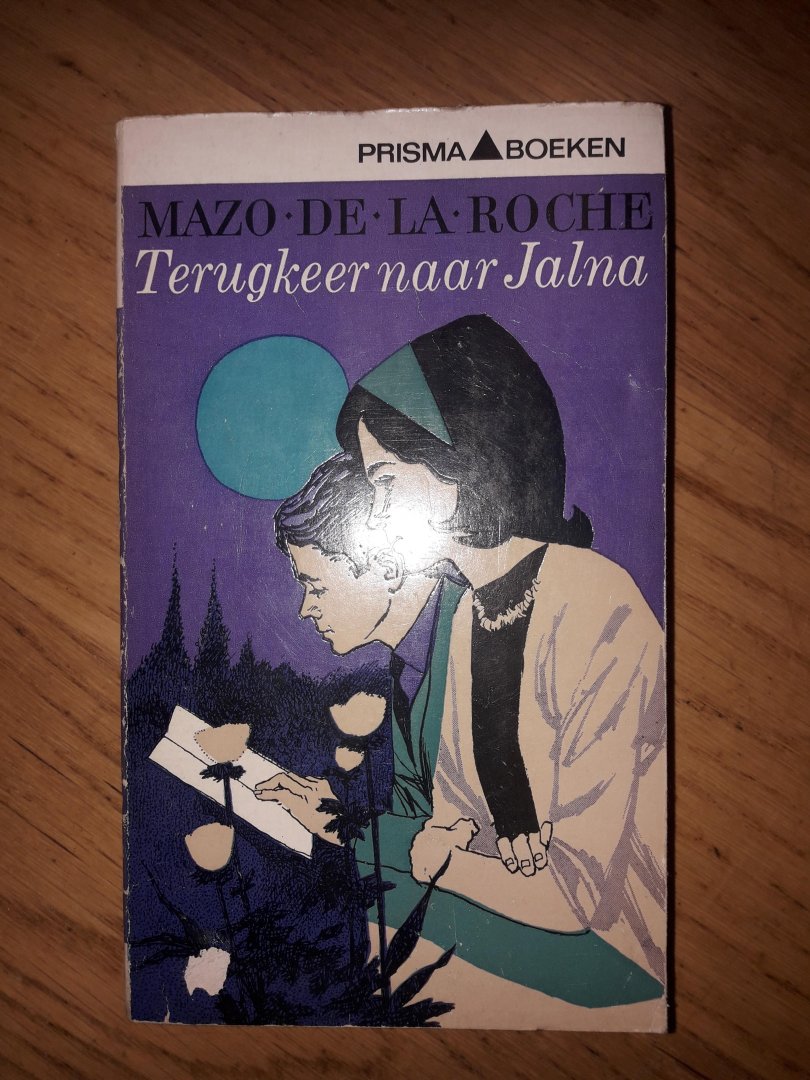 PRISMA BOEKEN
MAZO·DE·LA·ROCHE
Terugkeer naar Jalna